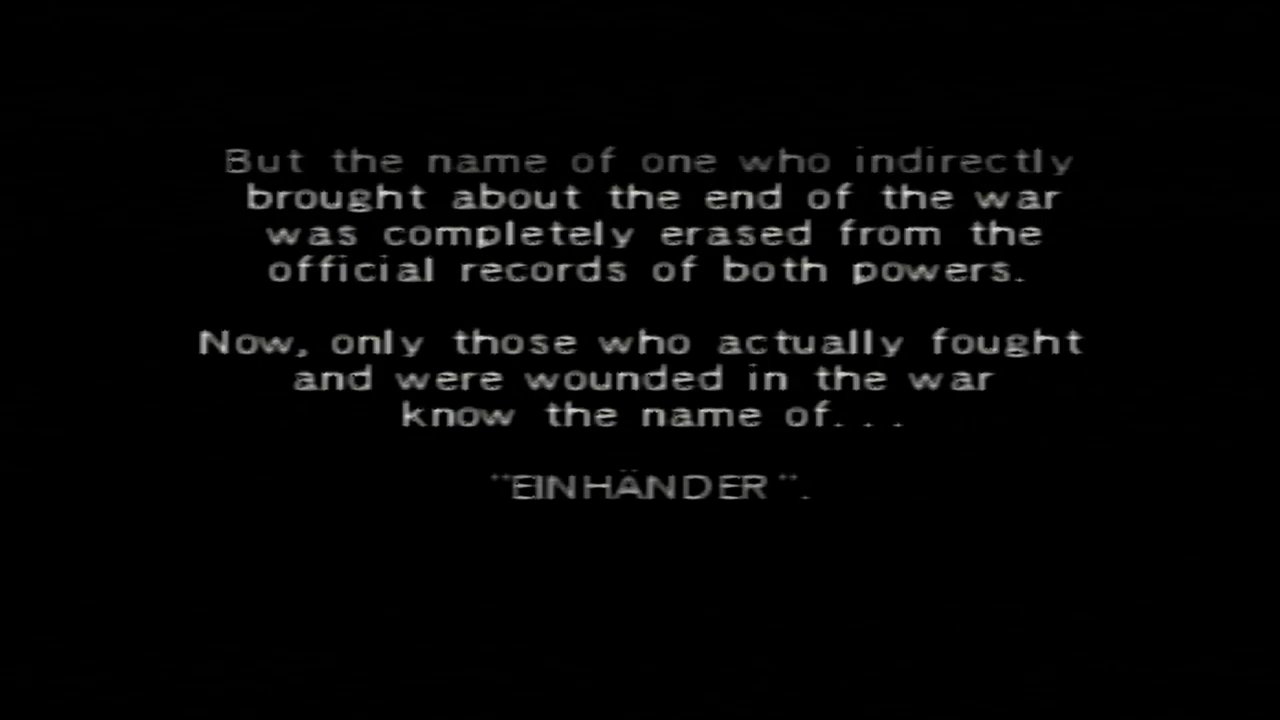 But the name of one who indirectly
brought about the end of the war
was completely erased from the
official records of both powers.
Now, only those who actually fought
and were wounded in the war
know the name of...
"EINHÄNDER".